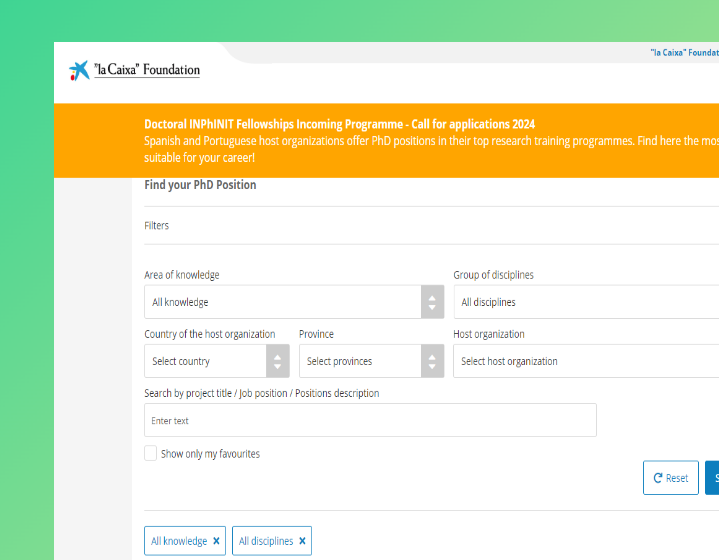 "la Caixa" Foundat
"la Caixa" Foundation
Doctoral INPhINIT Fellowships Incoming Programme - Call for applications 2024
Spanish and Portuguese host organizations offer PhD positions in their top research training programmes. Find here the mos
suitable for your career!
Find your PhD Position
Filters
Area of knowledge
Group of disciplines
All knowledge
All disciplines
Country of the host organization
Province
Host organization
Select country
Select provinces
Select host organization
Search by project title / Job position / Positions description
Enter text
Show only my favourites
Reset
S
All knowledge ×
All disciplines ×